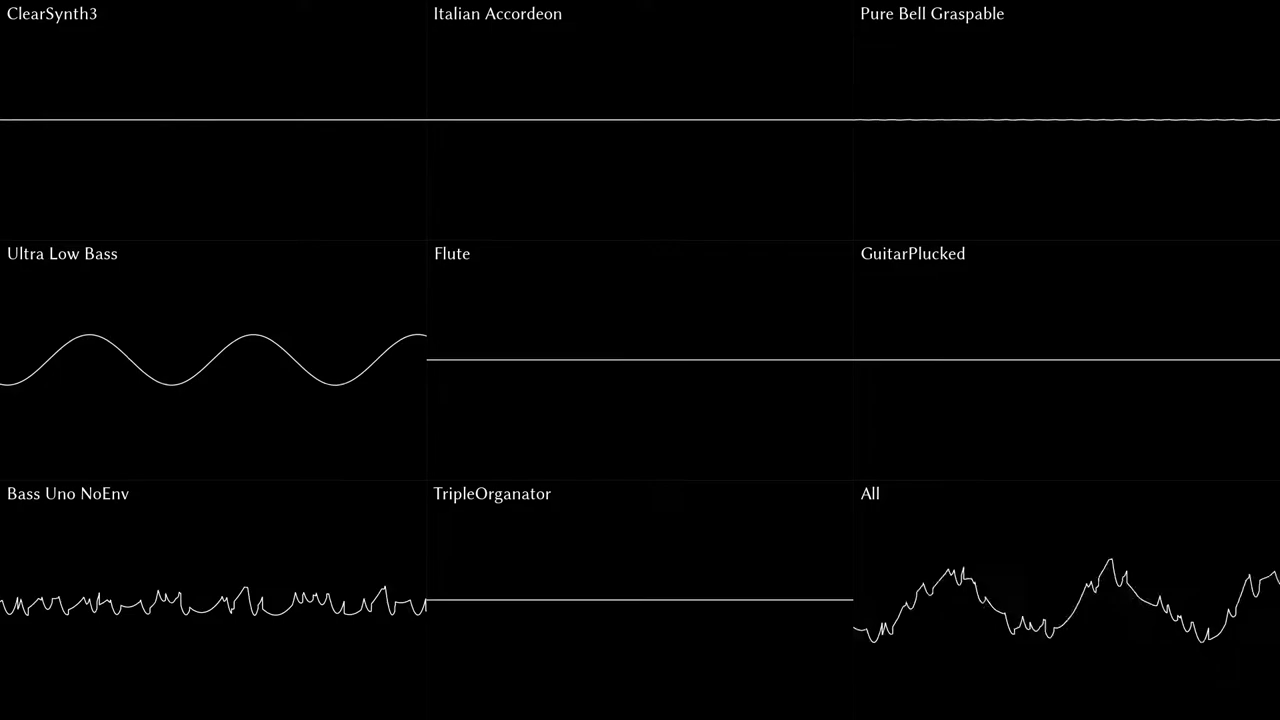 ClearSynth3
Italian Accordeon
Pure Bell Graspable
Ultra Low Bass
Flute
GuitarPlucked
Bass Uno NoEnv
TripleOrganator
All